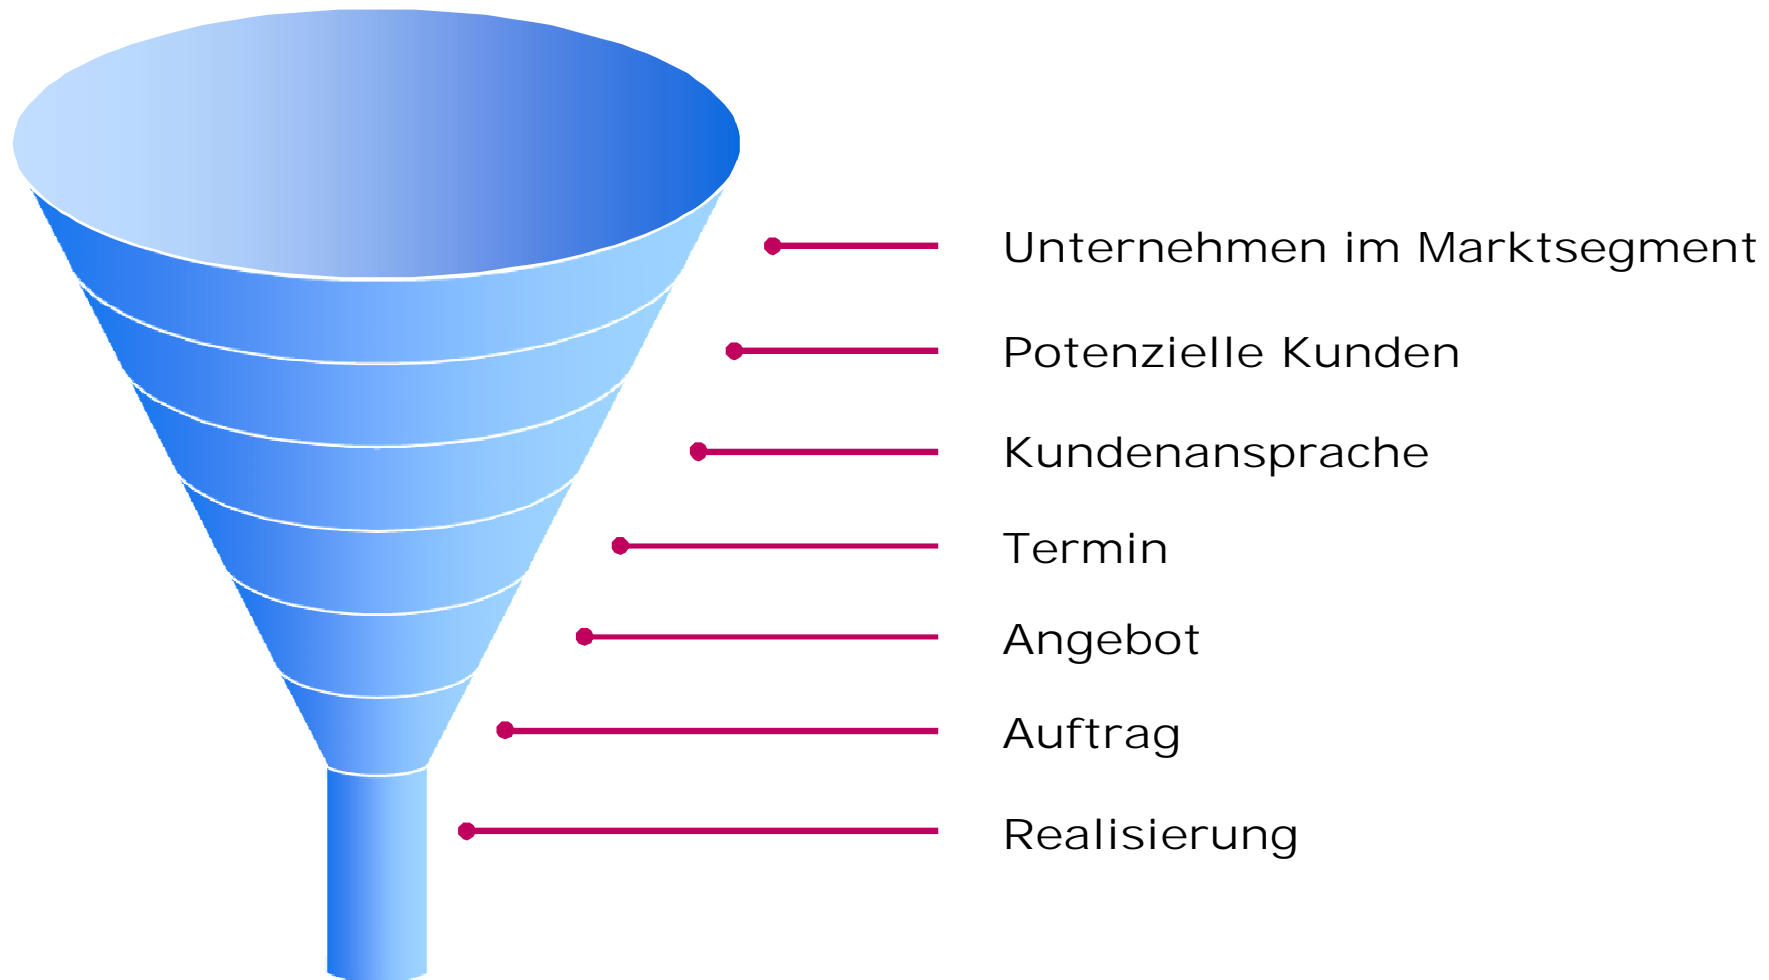 Unternehmen im Marktsegment
Potenzielle Kunden
Kundenansprache
Termin
Angebot
Auftrag
Realisierung